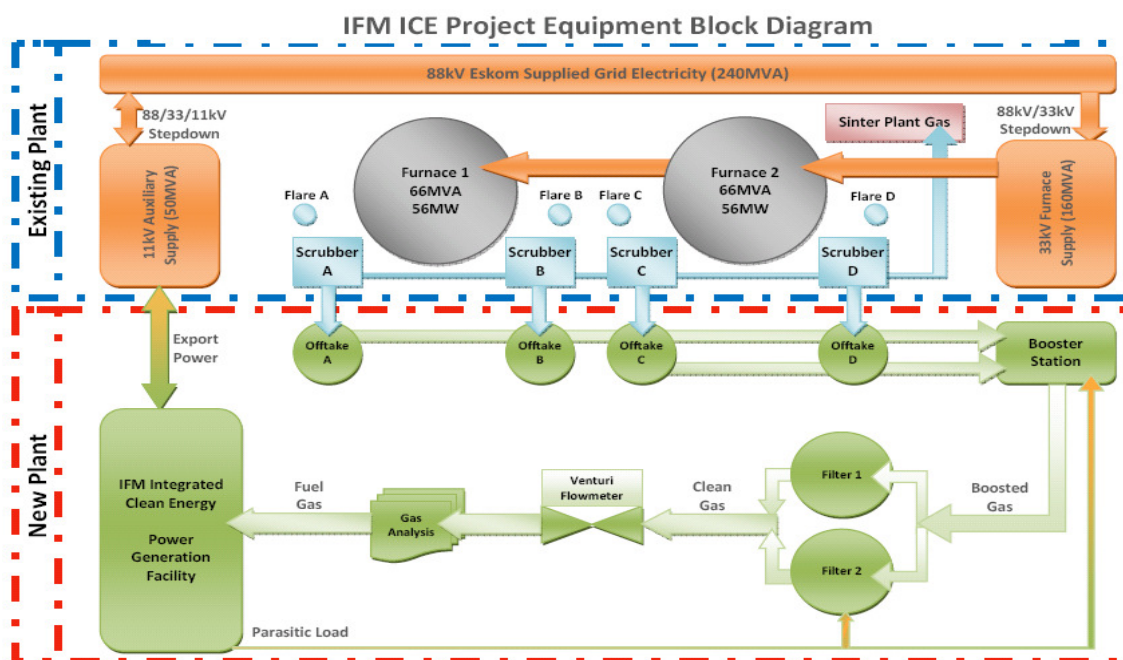 IFM ICE Project Equipment Block Diagram
Existing Plant
88kV Eskom Supplied Grid Electricity (240MVA)
88/33/11kV
Stepdown
88kV/33kV
Stepdown
Sinter Plant Gas
11kV Auxiliary
Supply (50MVA)
Furnace 1
66MVA
56MW
Furnace 2
66MVA
56MW
33kV Furnace
Supply (160MVA)
Flare A
Flare B
Flare C
Flare D
Scrubber
A
Scrubber
B
Scrubber
C
Scrubber
D
New Plant
Export
Power
Offtake
A
Offtake
B
Offtake
C
Offtake
D
Booster
Station
IFM Integrated
Clean Energy
Power
Generation
Facility
Fuel
Gas
Gas
Analysis
Venturi
Flowmeter
Clean
Gas
Filter 1
Filter 2
Boosted
Gas
Parasitic Load